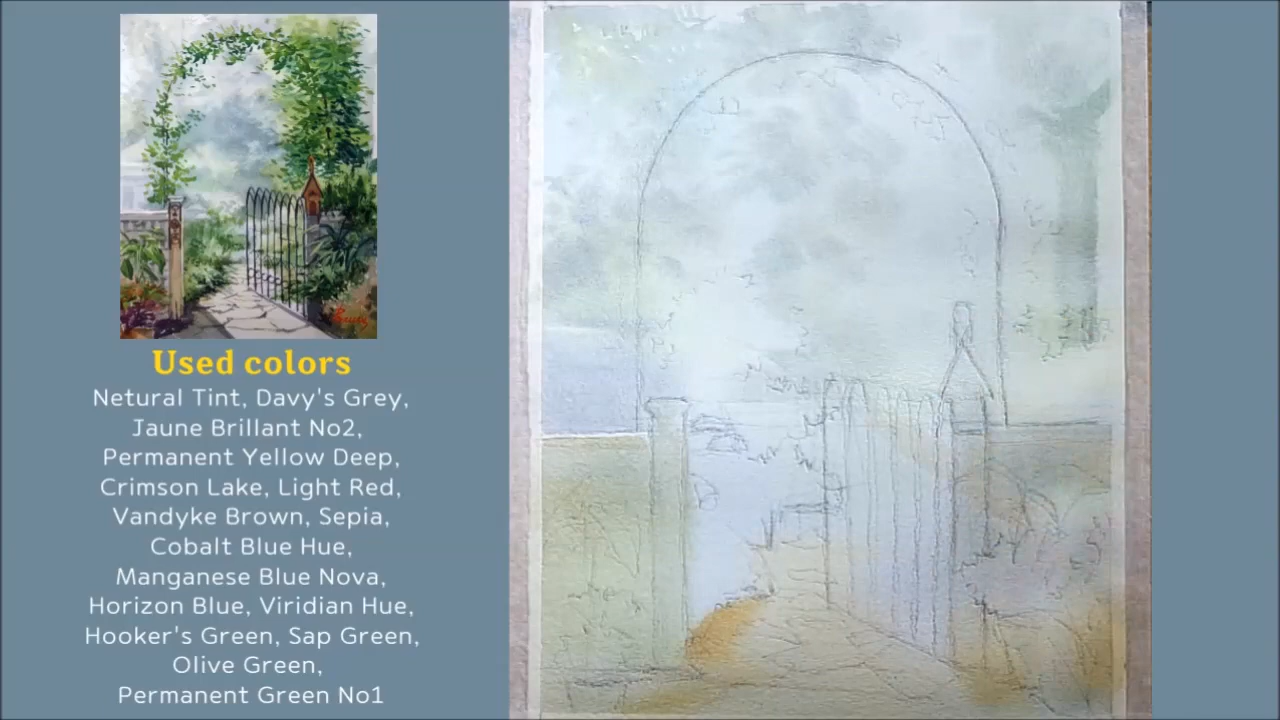 Used colors
Netural Tint, Davy's Grey,
Jaune Brillant No2,
Permanent Yellow Deep,
Crimson Lake, Light Red,
Vandyke Brown, Sepia,
Cobalt Blue Hue,
Manganese Blue Nova,
Horizon Blue, Viridian Hue,
Hooker's Green, Sap Green,
Olive Green,
Permanent Green No1